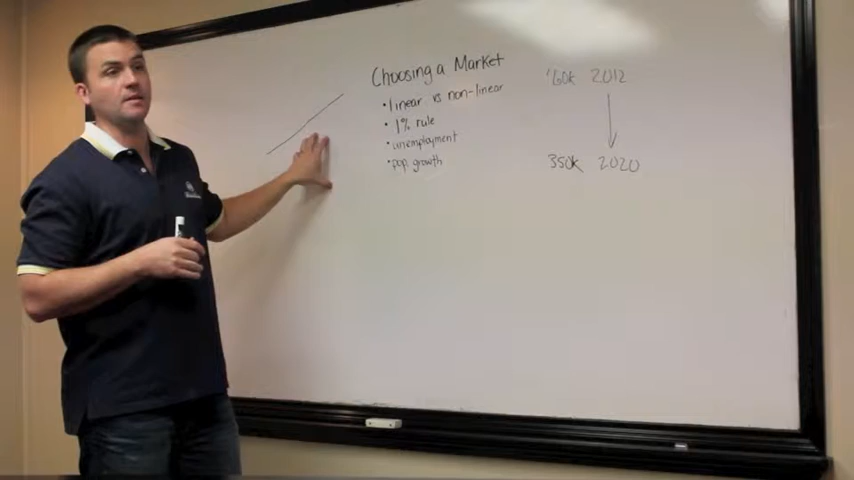 Choosing a Market
• linear vs non-linear
• 1% rule
• unemployment
• pop. growth
'60k 2012
350k 2020